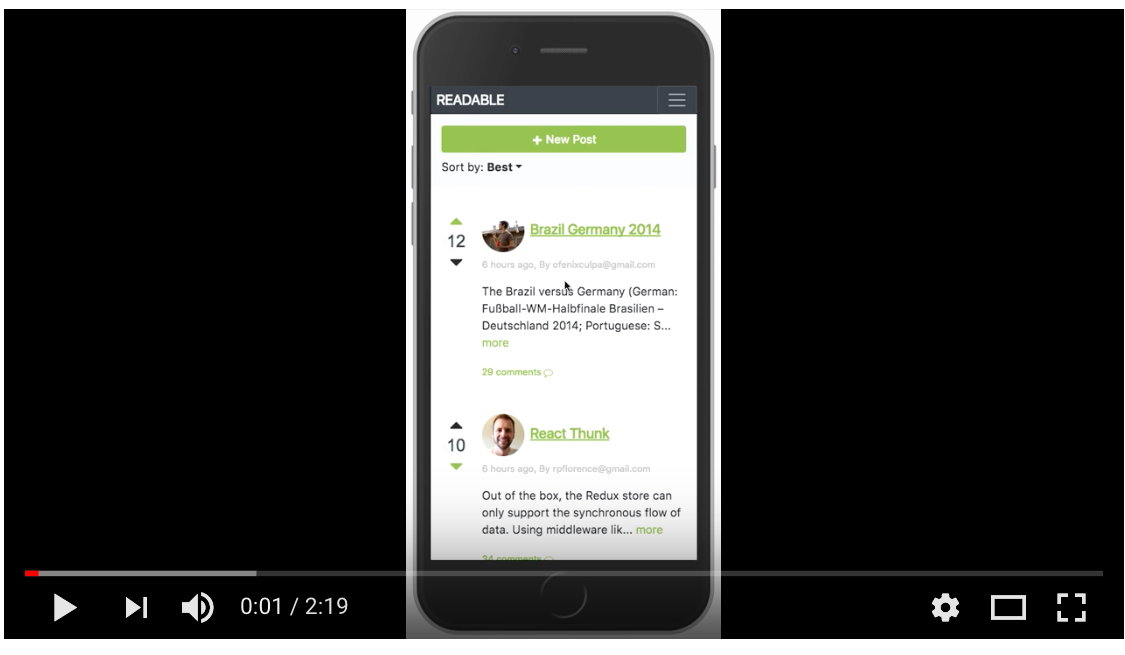 READABLE
+ New Post
Sort by: Best
12
Brazil Germany 2014
6 hours ago, By ofenixculpa@gmail.com
The Brazil versus Germany (German:
Fußball-WM-Halbfinale Brasilien –
Deutschland 2014; Portuguese: S...
more
29 comments
10
React Thunk
6 hours ago, By rpflorence@gmail.com
Out of the box, the Redux store can
only support the synchronous flow of
data. Using middleware lik... more
34 comments
0:01 / 2:19